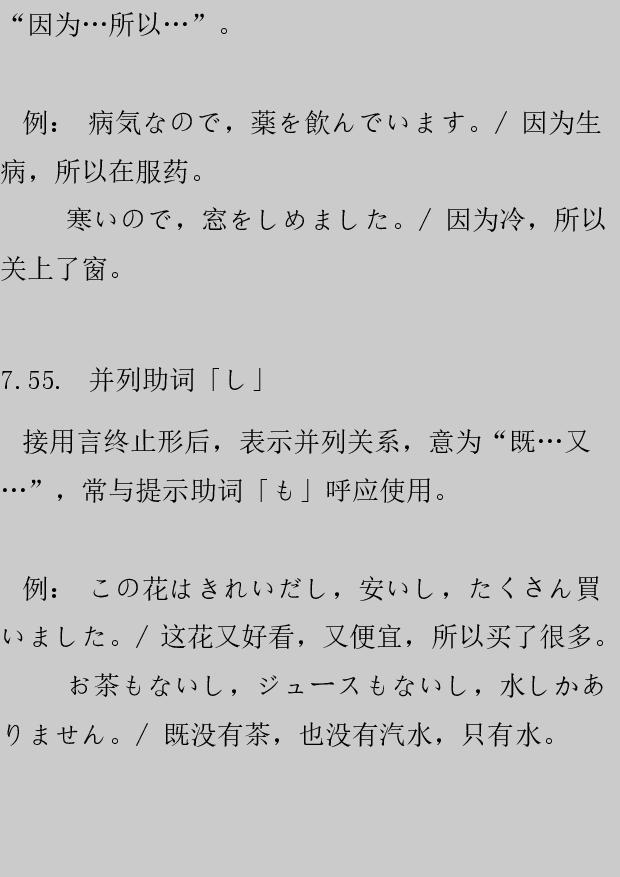 “因为…所以…”。
例： 病気なので，薬を飲んでいます。/ 因为生
病，所以在服药。
寒いので，窓をしめました。/ 因为冷，所以
关上了窗。
7.55. 并列助词「し」
接用言终止形后，表示并列关系，意为“既…又
…”，常与提示助词「も」呼应使用。
例： この花はきれいだし，安いし，たくさん買
いました。/ 这花又好看，又便宜，所以买了很多。
お茶もないし，ジュースもないし，水しかあ
りません。/ 既没有茶，也没有汽水，只有水。